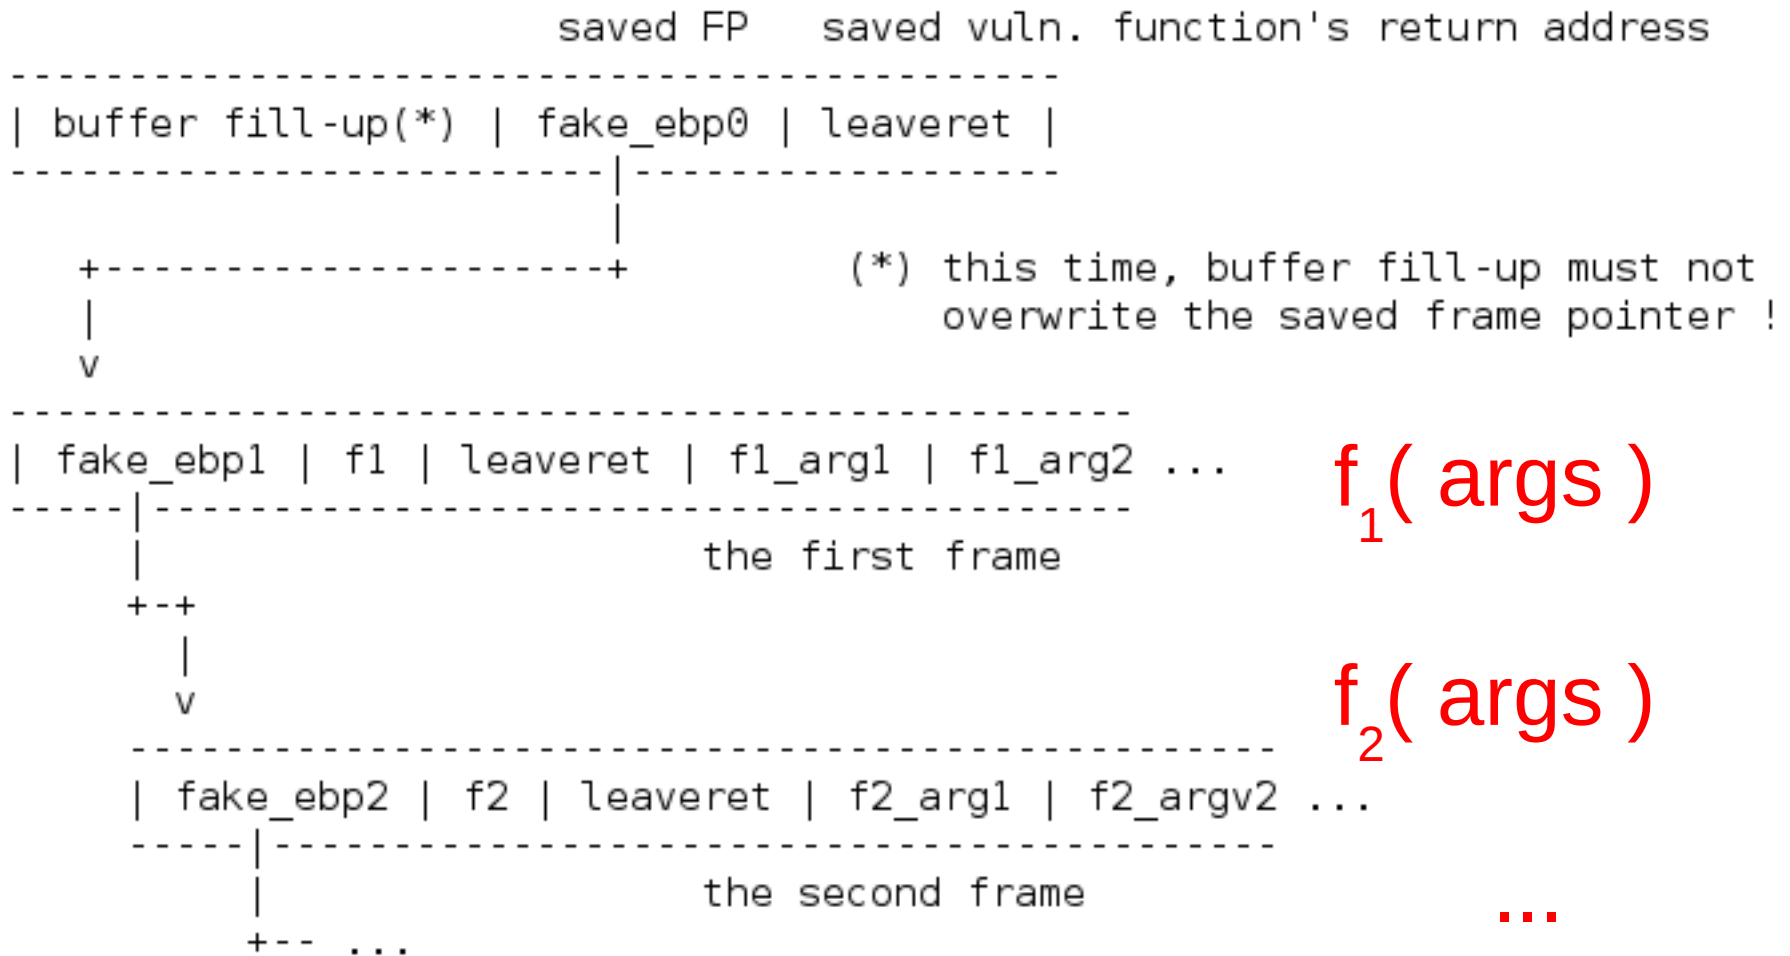 saved FP   saved vuln. function's return address
--------------------------------------------
| buffer fill-up(*) | fake_ebp0 | leaveret |
-------------------------|------------------
                         |
   +---------------------+         (*) this time, buffer fill-up must not
   |                                   overwrite the saved frame pointer !
   v
-----------------------------------------------
| fake_ebp1 | f1 | leaveret | f1_arg1 | f1_arg2 ...   f1( args )
-----|-----------------------------------------
     |                       the first frame
     +-+
       |
       v                                              f2( args )
     ------------------------------------------------
     | fake_ebp2 | f2 | leaveret | f2_arg1 | f2_argv2 ...
     -----|------------------------------------------
          |                  the second frame         ...
          +-- ...